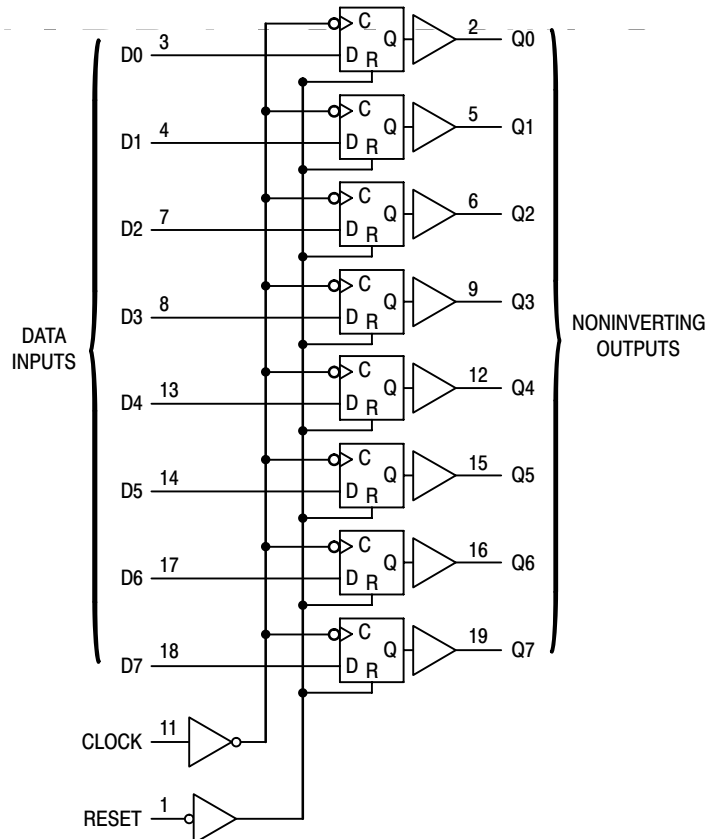 C
Q
D R
D0 3
2 Q0
C
Q
D R
D1 4
5 Q1
C
Q
D R
D2 7
6 Q2
C
Q
D R
D3 8
9 Q3
DATA
INPUTS
NONINVERTING
OUTPUTS
C
Q
D R
D4 13
12 Q4
C
Q
D R
D5 14
15 Q5
C
Q
D R
D6 17
16 Q6
C
Q
D R
D7 18
19 Q7
CLOCK 11
RESET 1